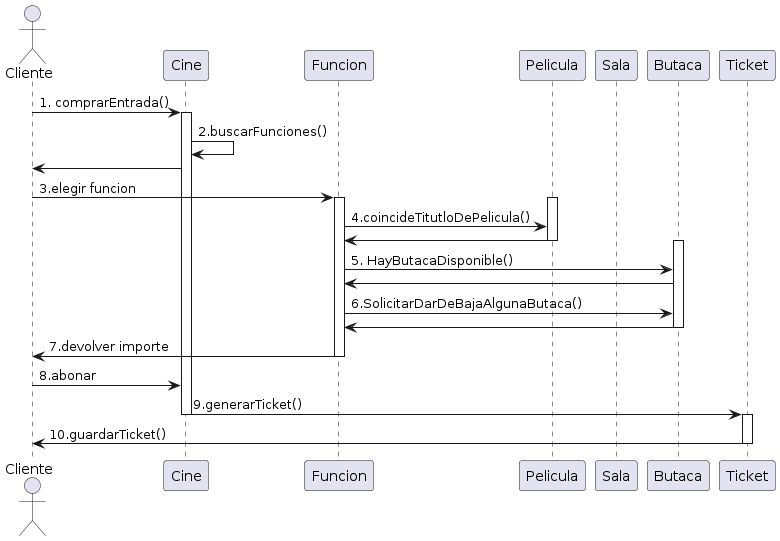 Cliente
Cine
Funcion
Pelicula
Sala
Butaca
Ticket
1. comprarEntrada()
2.buscarFunciones()
3.elegir funcion
4.coincideTitutloDePelicula()
5. HayButacaDisponible()
6.SolicitarDarDeBajaAlgunaButaca()
7.devolver importe
8.abonar
9.generarTicket()
10.guardarTicket()
Cliente
Cine
Funcion
Pelicula
Sala
Butaca
Ticket